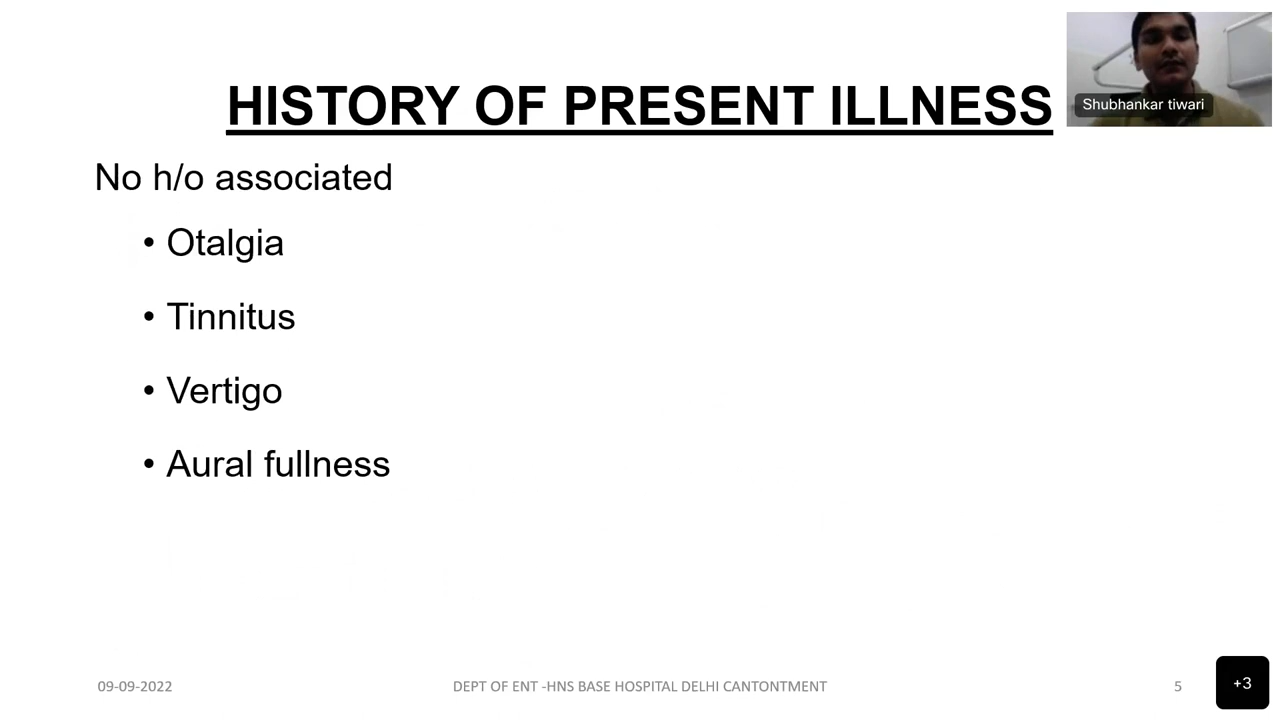 HISTORY OF PRESENT ILLNESS
Shubhankar tiwari
No h/o associated
• Otalgia
• Tinnitus
• Vertigo
• Aural fullness
09-09-2022
DEPT OF ENT -HNS BASE HOSPITAL DELHI CANTONTMENT
5
+3